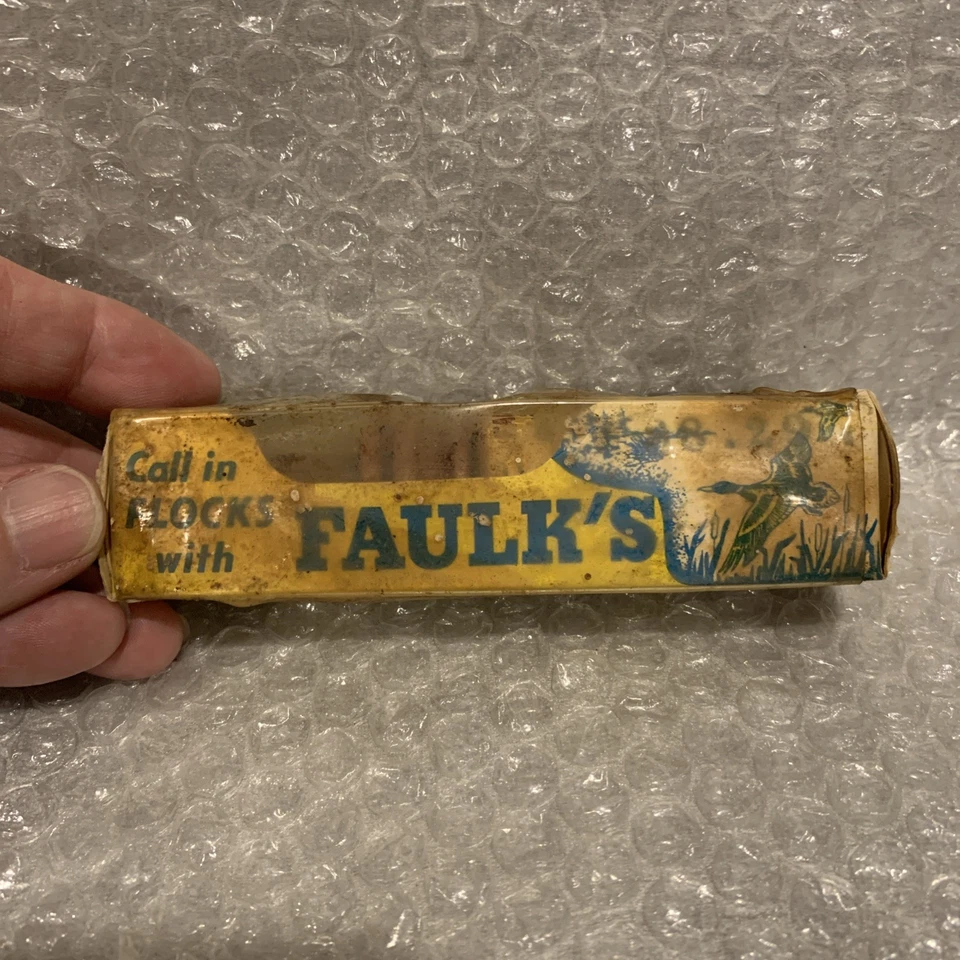 Call in
FLOCKS
with
FAULK'S